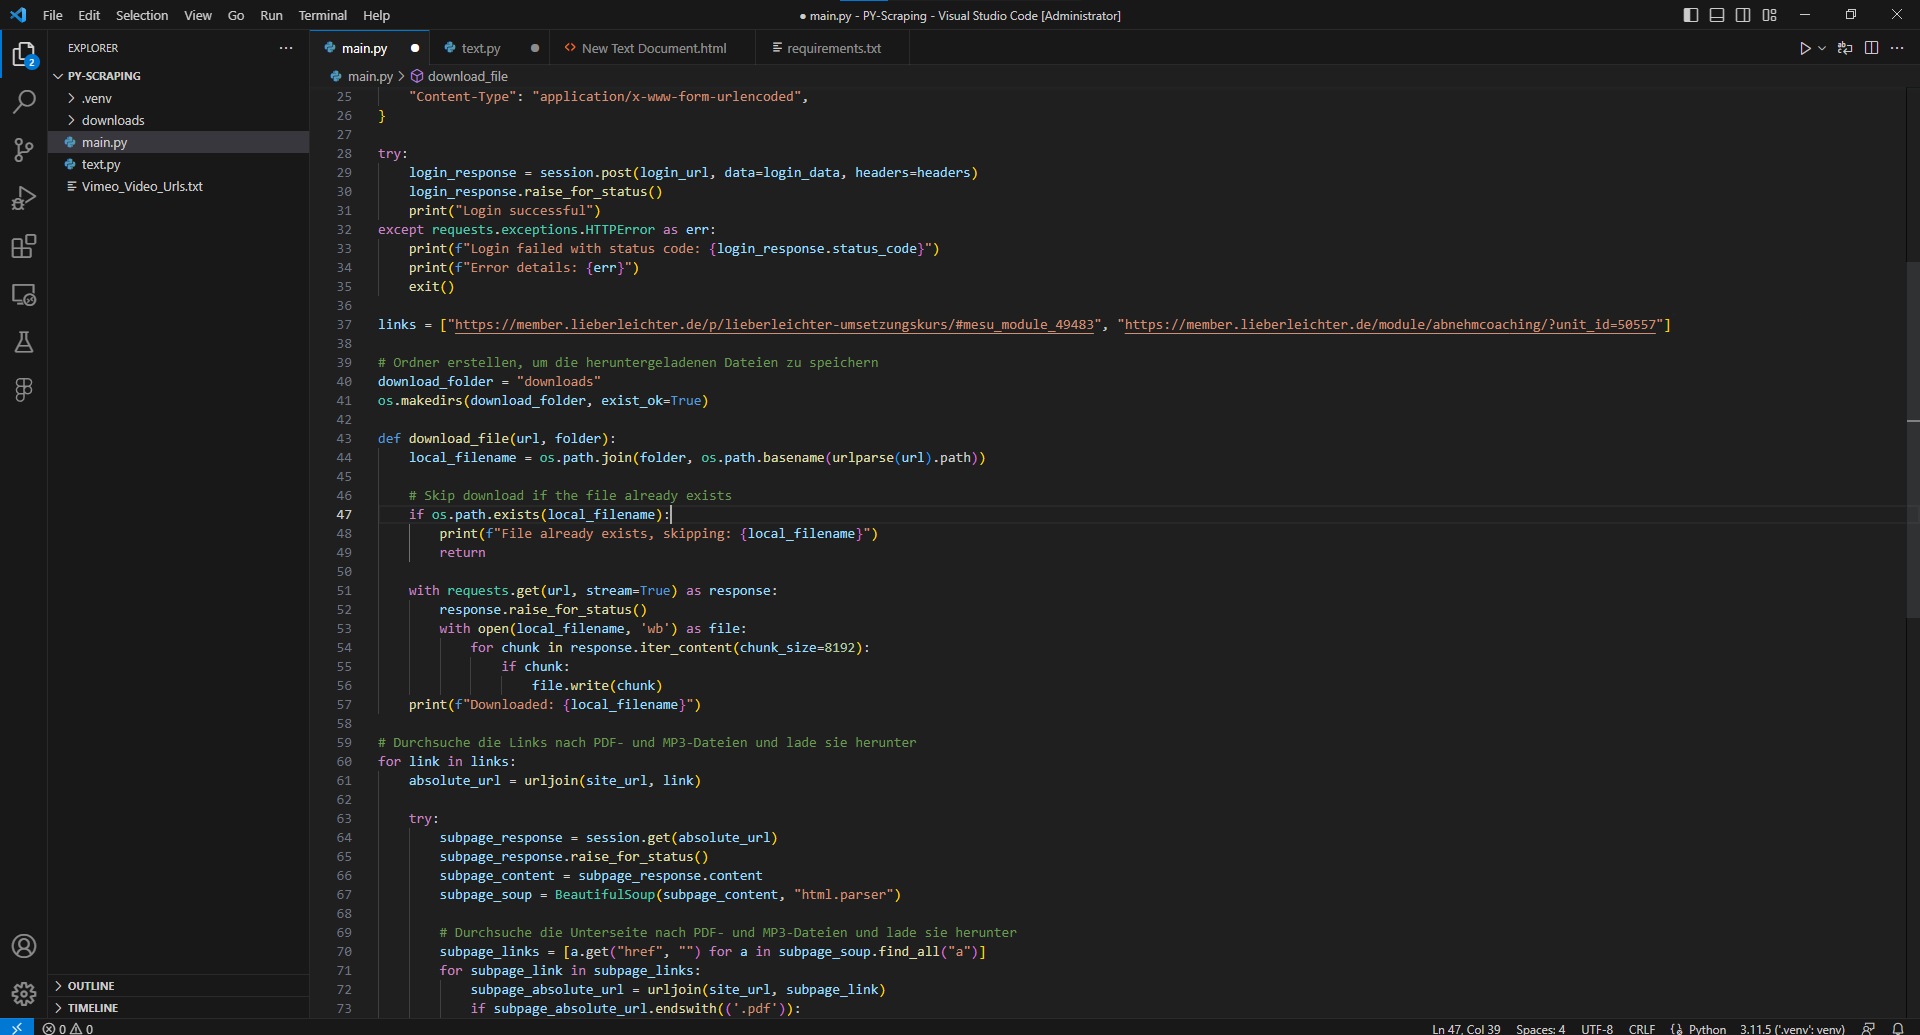 File Edit Selection View Go Run Terminal Help
● main.py - PY-Scraping - Visual Studio Code [Administrator]
EXPLORER
2
PY-SCRAPING
.venv
downloads
main.py
text.py
Vimeo_Video_Urls.txt
OUTLINE
TIMELINE
main.py text.py New Text Document.html requirements.txt
main.py > download_file
25 "Content-Type": "application/x-www-form-urlencoded",
26 }
27
28 try:
29 login_response = session.post(login_url, data=login_data, headers=headers)
30 login_response.raise_for_status()
31 print("Login successful")
32 except requests.exceptions.HTTPError as err:
33 print(f"Login failed with status code: {login_response.status_code}")
34 print(f"Error details: {err}")
35 exit()
36
37 links = ["https://member.lieberleichter.de/p/lieberleichter-umsetzungskurs/#mesu_module_49483", "https://member.lieberleichter.de/module/abnehmcoaching/?unit_id=50557"]
38
39 # Ordner erstellen, um die heruntergeladenen Dateien zu speichern
40 download_folder = "downloads"
41 os.makedirs(download_folder, exist_ok=True)
42
43 def download_file(url, folder):
44 local_filename = os.path.join(folder, os.path.basename(urlparse(url).path))
45
46 # Skip download if the file already exists
47 if os.path.exists(local_filename):
48 print(f"File already exists, skipping: {local_filename}")
49 return
50
51 with requests.get(url, stream=True) as response:
52 response.raise_for_status()
53 with open(local_filename, 'wb') as file:
54 for chunk in response.iter_content(chunk_size=8192):
55 if chunk:
56 file.write(chunk)
57 print(f"Downloaded: {local_filename}")
58
59 # Durchsuche die Links nach PDF- und MP3-Dateien und lade sie herunter
60 for link in links:
61 absolute_url = urljoin(site_url, link)
62
63 try:
64 subpage_response = session.get(absolute_url)
65 subpage_response.raise_for_status()
66 subpage_content = subpage_response.content
67 subpage_soup = BeautifulSoup(subpage_content, "html.parser")
68
69 # Durchsuche die Unterseite nach PDF- und MP3-Dateien und lade sie herunter
70 subpage_links = [a.get("href", "") for a in subpage_soup.find_all("a")]
71 for subpage_link in subpage_links:
72 subpage_absolute_url = urljoin(site_url, subpage_link)
73 if subpage_absolute_url.endswith(('.pdf')):
0 0 Ln 47, Col 39 Spaces: 4 UTF-8 CRLF Python 3.11.5 ('.venv': venv)